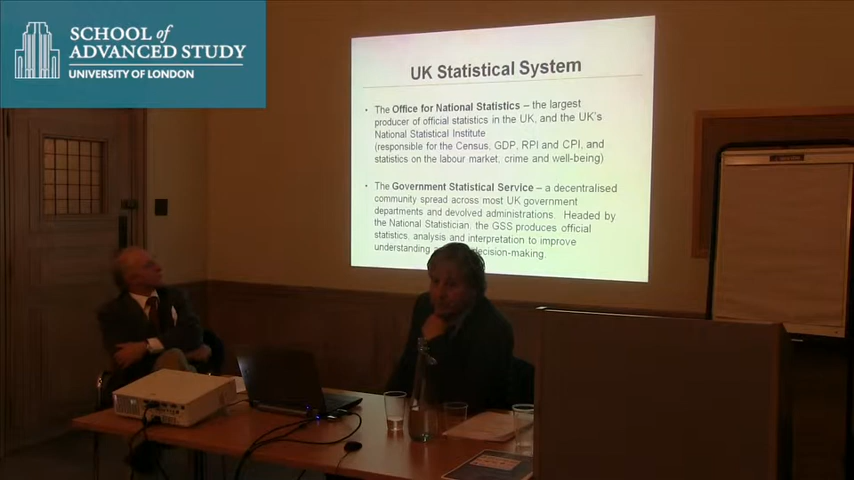 SCHOOL of
ADVANCED STUDY
UNIVERSITY OF LONDON
UK Statistical System
• The Office for National Statistics – the largest
producer of official statistics in the UK, and the UK's
National Statistical Institute
(responsible for the Census, GDP, RPI and CPI, and
statistics on the labour market, crime and well-being)
• The Government Statistical Service – a decentralised
community spread across most UK government
departments and devolved administrations. Headed by
the National Statistician, the GSS produces official
statistics, analysis and interpretation to improve
understanding decision-making.